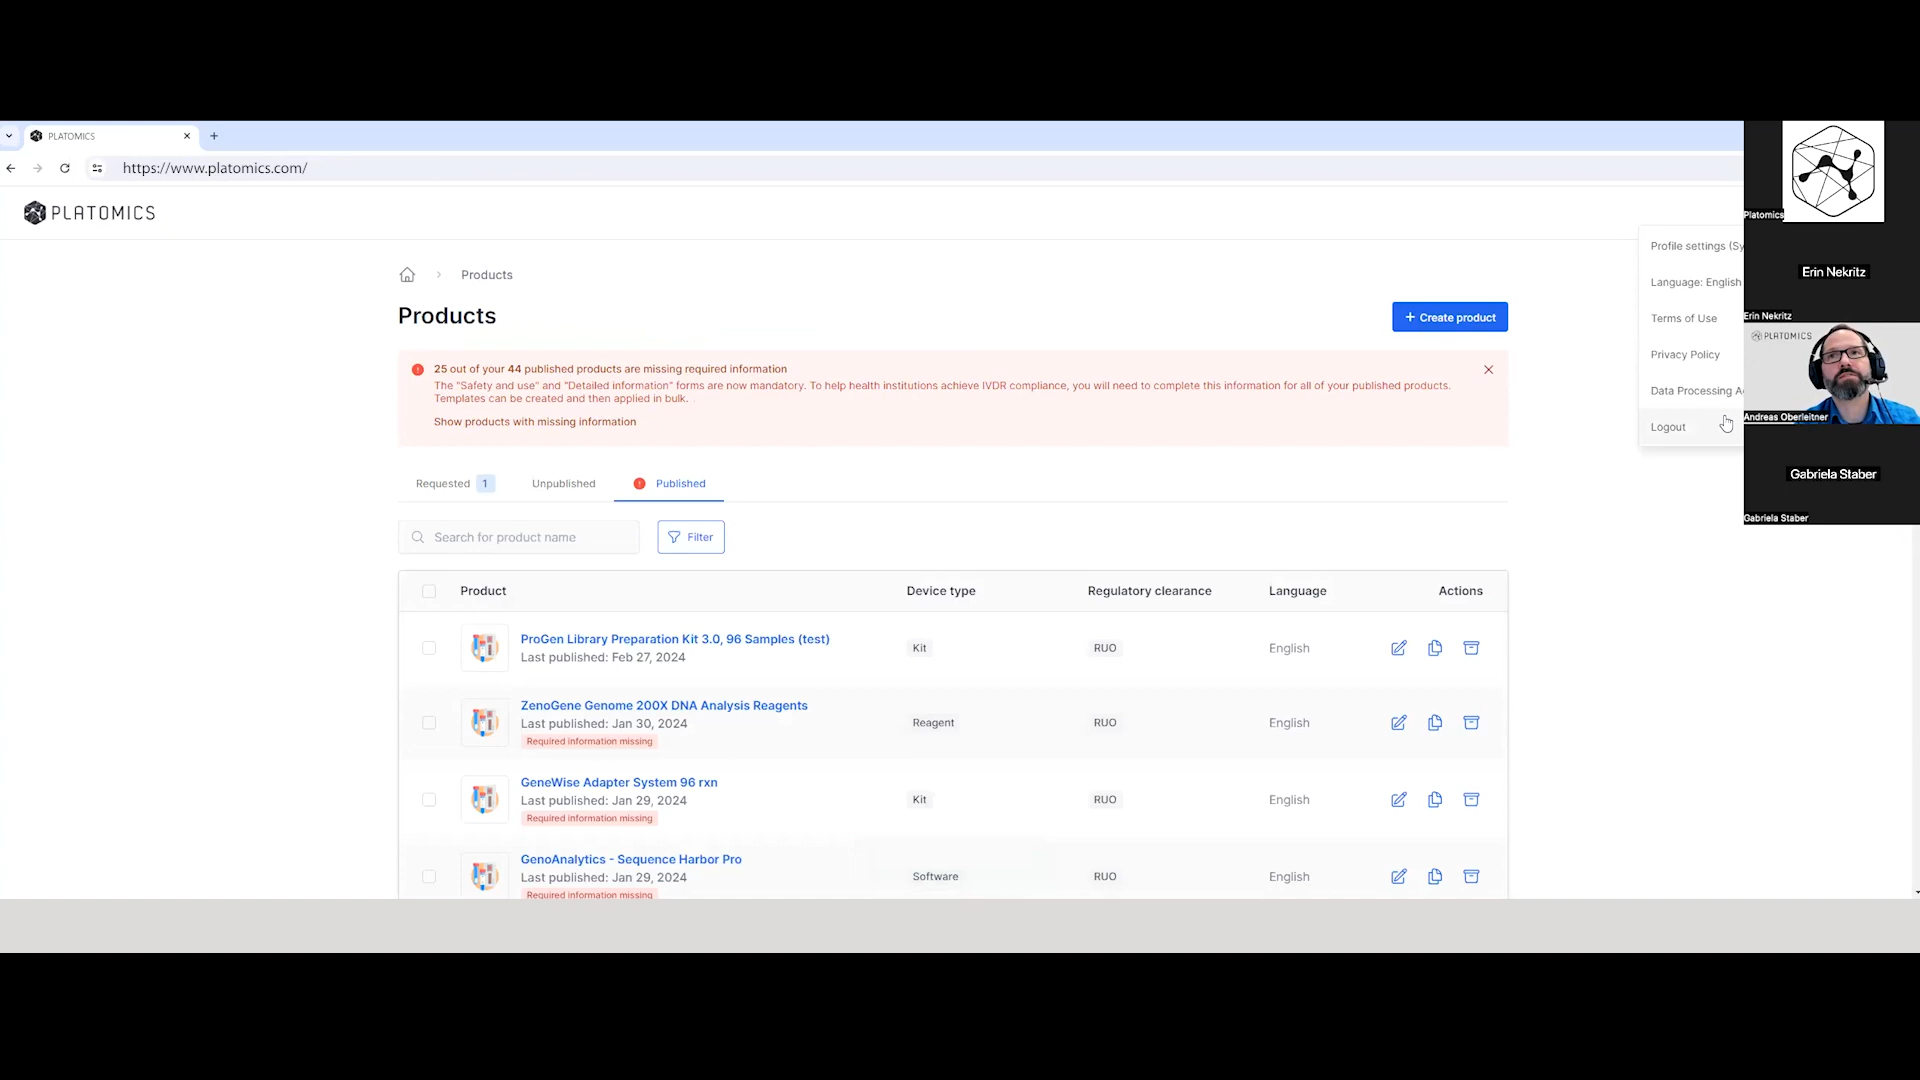 PLATOMICS
https://www.platomics.com/
PLATOMICS
Products
Products
+ Create product
25 out of your 44 published products are missing required information
The "Safety and use" and "Detailed information" forms are now mandatory. To help health institutions achieve IVDR compliance, you will need to complete this information for all of your published products.
Templates can be created and then applied in bulk.
Show products with missing information
Requested 1 Unpublished Published
Search for product name Filter
Product Device type Regulatory clearance Language Actions
ProGen Library Preparation Kit 3.0, 96 Samples (test)
Last published: Feb 27, 2024
Kit RUO English
ZenoGene Genome 200X DNA Analysis Reagents
Last published: Jan 30, 2024
Required information missing
Reagent RUO English
GeneWise Adapter System 96 rxn
Last published: Jan 29, 2024
Required information missing
Kit RUO English
GenoAnalytics - Sequence Harbor Pro
Last published: Jan 29, 2024
Required information missing
Software RUO English
Profile settings (Sy
Language: English
Terms of Use
Privacy Policy
Data Processing A
Logout
Platomics
Erin Nekritz
Erin Nekritz
PLATOMICS
Andreas Oberleitner
Gabriela Staber
Gabriela Staber